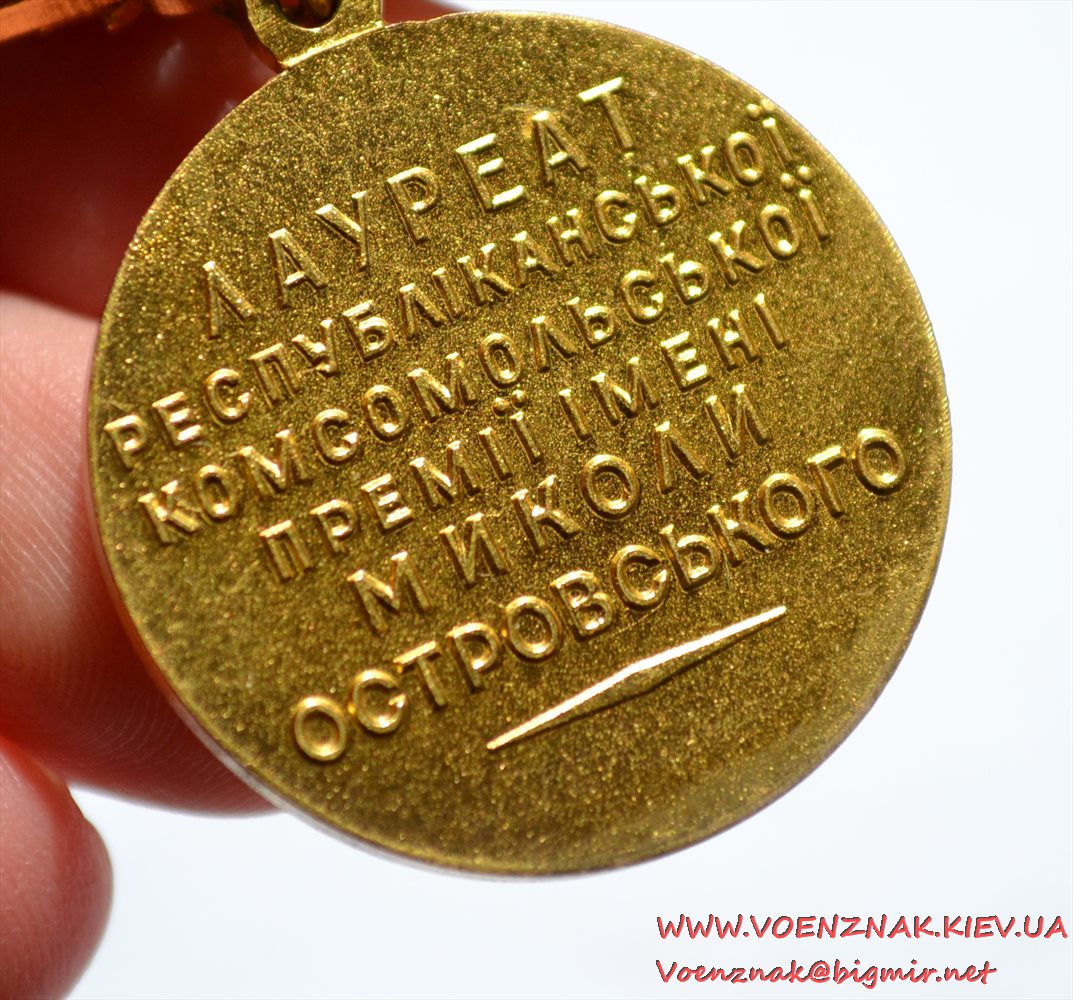 ЛАУРЕАТ
РЕСПУБЛІКАНСЬКОЇ
КОМСОМОЛЬСЬКОЇ
ПРЕМІЇ ІМЕНІ
МИКОЛИ
ОСТРОВСЬКОГО
WWW.VOENZNAK.KIEV.UA
Voenznak@bigmir.net